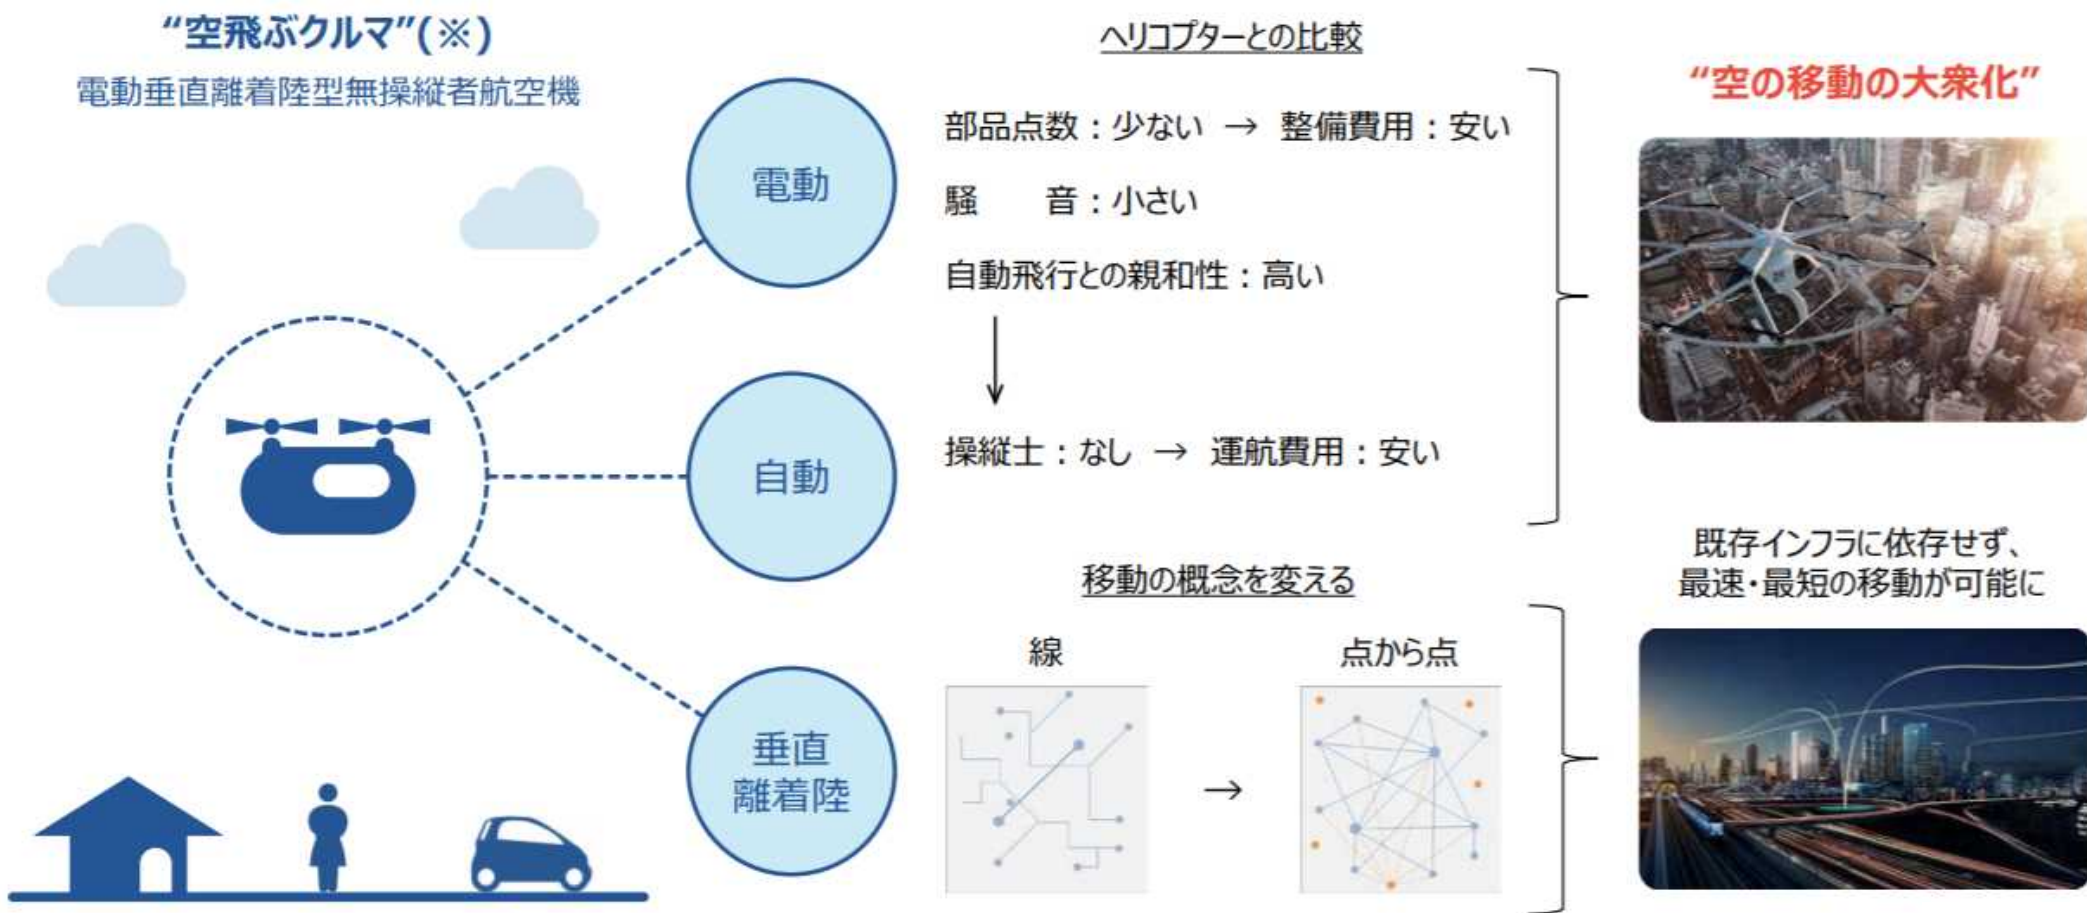 “空飛ぶクルマ”(※)
電動垂直離着陸型無操縦者航空機
電動
自動
垂直
離着陸
ヘリコプターとの比較
部品点数：少ない → 整備費用：安い
騒　音：小さい
自動飛行との親和性：高い
操縦士：なし → 運航費用：安い
“空の移動の大衆化”
移動の概念を変える
線
点から点
→
既存インフラに依存せず、
最速・最短の移動が可能に